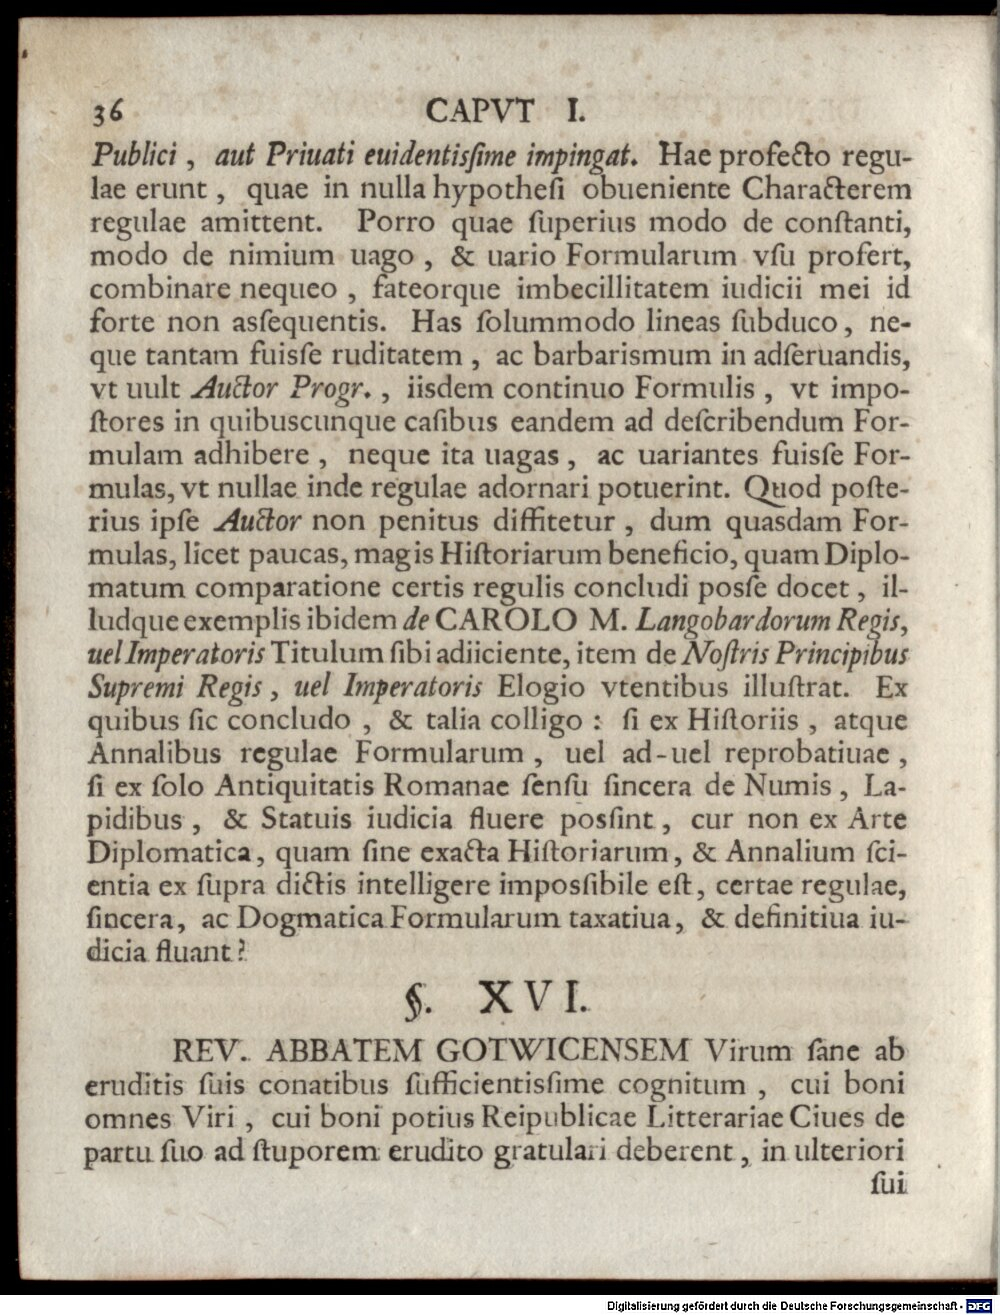 36 CAPVT I.
Publici , aut Priuati euidentisſime impingat. Hae profecto regu-
lae erunt , quae in nulla hypotheſi obueniente Characterem
regulae amittent. Porro quae ſuperius modo de conſtanti,
modo de nimium uago , & uario Formularum vſu profert,
combinare nequeo , fateorque imbecillitatem iudicii mei id
forte non asſequentis. Has ſolummodo lineas ſubduco, ne-
que tantam fuisſe ruditatem , ac barbarismum in adſeruandis,
vt uult Auctor Progr. , iisdem continuo Formulis , vt impo-
ſtores in quibuscunque caſibus eandem ad deſcribendum For-
mulam adhibere , neque ita uagas , ac uariantes fuisſe For-
mulas, vt nullae inde regulae adornari potuerint. Quod poſte-
rius ipſe Auctor non penitus diffitetur , dum quasdam For-
mulas, licet paucas, magis Hiſtoriarum beneficio, quam Diplo-
matum comparatione certis regulis concludi posſe docet , il-
ludque exemplis ibidem de CAROLO M. Langobardorum Regis,
uel Imperatoris Titulum ſibi adiiciente, item de Noſtris Principibus
Supremi Regis , uel Imperatoris Elogio vtentibus illuſtrat. Ex
quibus ſic concludo , & talia colligo : ſi ex Hiſtoriis , atque
Annalibus regulae Formularum , uel ad-uel reprobatiuae ,
ſi ex ſolo Antiquitatis Romanae ſenſu ſincera de Numis , La-
pidibus , & Statuis iudicia fluere posſint , cur non ex Arte
Diplomatica, quam ſine exacta Hiſtoriarum, & Annalium ſci-
entia ex ſupra dictis intelligere imposſibile eſt, certae regulae,
ſincera, ac Dogmatica Formularum taxatiua, & definitiua iu-
dicia fluant ?
§. XVI.
REV. ABBATEM GOTWICENSEM Virum ſane ab
eruditis ſuis conatibus ſufficientisſime cognitum , cui boni
omnes Viri , cui boni potius Reipublicae Litterariae Ciues de
partu ſuo ad ſtuporem erudito gratulari deberent , in ulteriori
ſui
Digitalisierung gefördert durch die Deutsche Forschungsgemeinschaft - DFG